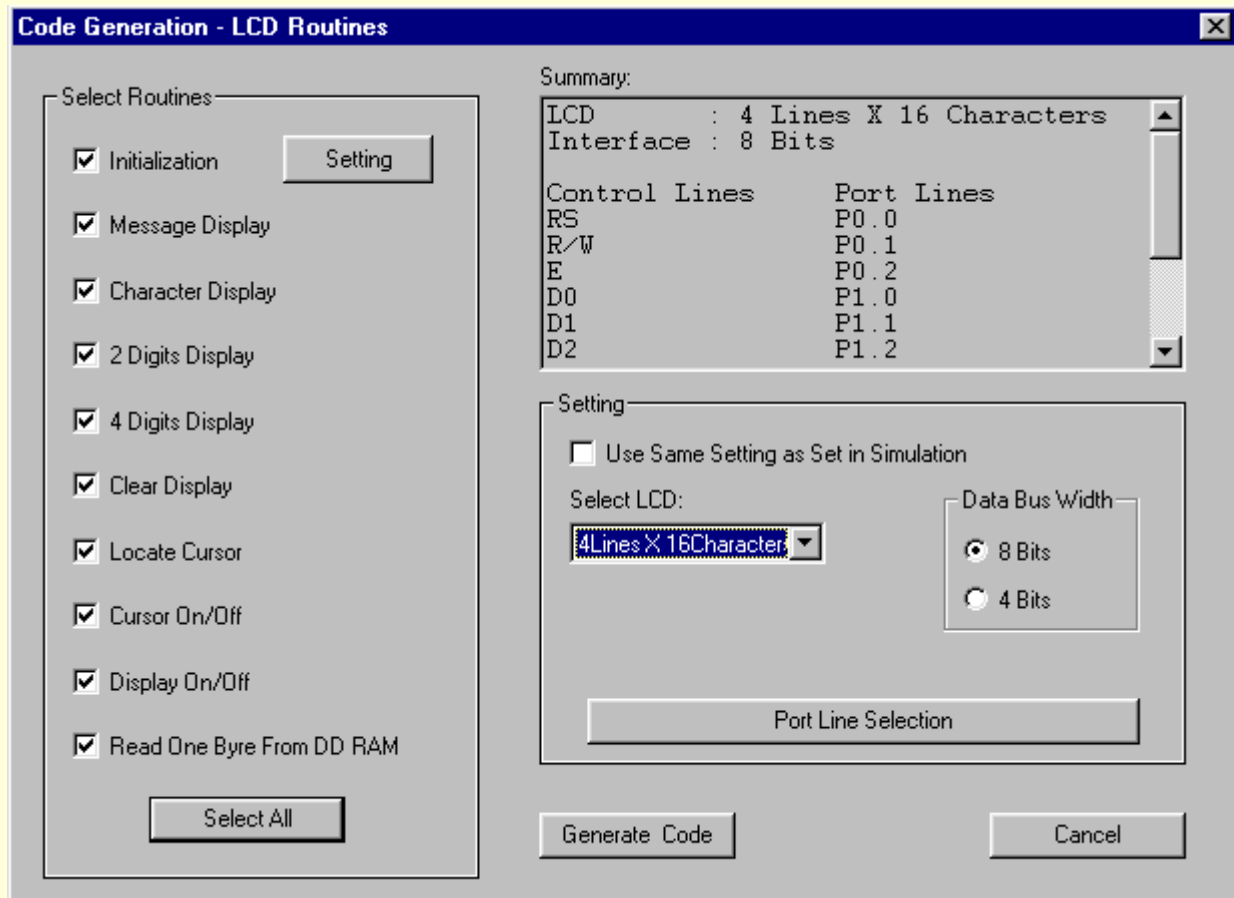 Code Generation - LCD Routines
Select Routines
Initialization
Setting
Message Display
Character Display
2 Digits Display
4 Digits Display
Clear Display
Locate Cursor
Cursor On/Off
Display On/Off
Read One Byre From DD RAM
Select All
Summary:
LCD : 4 Lines X 16 Characters
Interface : 8 Bits
Control Lines Port Lines
RS P0.0
R/W P0.1
E P0.2
D0 P1.0
D1 P1.1
D2 P1.2
Setting
Use Same Setting as Set in Simulation
Select LCD:
4Lines X 16Character
Data Bus Width
8 Bits
4 Bits
Port Line Selection
Generate Code
Cancel